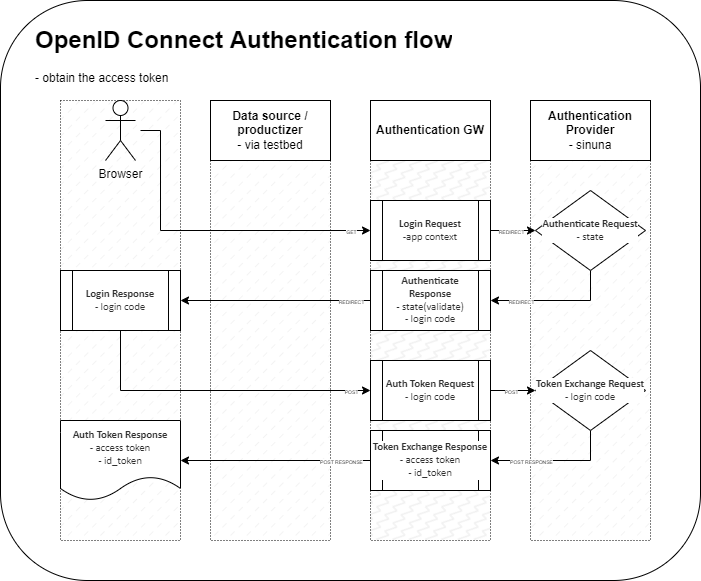 OpenID Connect Authentication flow
- obtain the access token
Browser
Data source /
productizer
- via testbed
Authentication GW
Authentication
Provider
- sinuna
GET
Login Request
-app context
REDIRECT
Authenticate Request
- state
Login Response
- login code
REDIRECT
Authenticate
Response
- state(validate)
- login code
REDIRECT
POST
Auth Token Request
- login code
POST
Token Exchange Request
- login code
Auth Token Response
- access token
- id_token
POST RESPONSE
Token Exchange Response
- access token
- id_token
POST RESPONSE